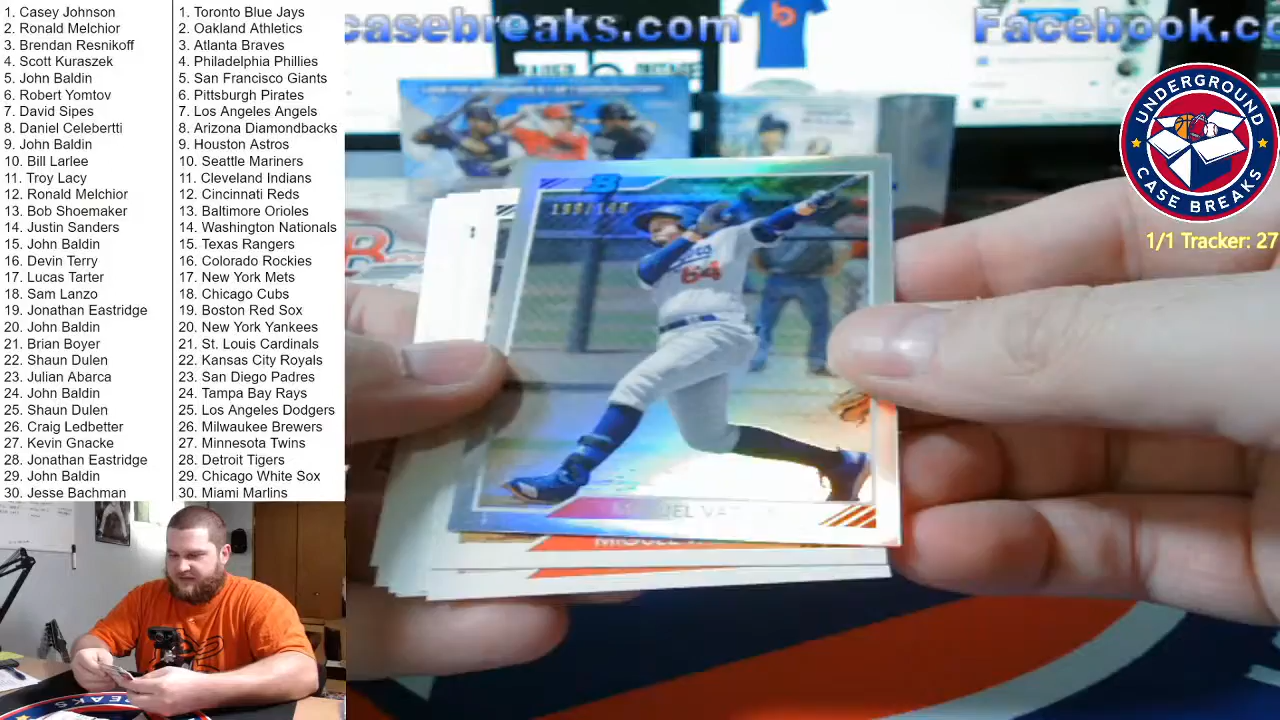 1. Casey Johnson
2. Ronald Melchior
3. Brendan Resnikoff
4. Scott Kuraszek
5. John Baldin
6. Robert Yomtov
7. David Sipes
8. Daniel Celebertti
9. John Baldin
10. Bill Larlee
11. Troy Lacy
12. Ronald Melchior
13. Bob Shoemaker
14. Justin Sanders
15. John Baldin
16. Devin Terry
17. Lucas Tarter
18. Sam Lanzo
19. Jonathan Eastridge
20. John Baldin
21. Brian Boyer
22. Shaun Dulen
23. Julian Abarca
24. John Baldin
25. Shaun Dulen
26. Craig Ledbetter
27. Kevin Gnacke
28. Jonathan Eastridge
29. John Baldin
30. Jesse Bachman
1. Toronto Blue Jays
2. Oakland Athletics
3. Atlanta Braves
4. Philadelphia Phillies
5. San Francisco Giants
6. Pittsburgh Pirates
7. Los Angeles Angels
8. Arizona Diamondbacks
9. Houston Astros
10. Seattle Mariners
11. Cleveland Indians
12. Cincinnati Reds
13. Baltimore Orioles
14. Washington Nationals
15. Texas Rangers
16. Colorado Rockies
17. New York Mets
18. Chicago Cubs
19. Boston Red Sox
20. New York Yankees
21. St. Louis Cardinals
22. Kansas City Royals
23. San Diego Padres
24. Tampa Bay Rays
25. Los Angeles Dodgers
26. Milwaukee Brewers
27. Minnesota Twins
28. Detroit Tigers
29. Chicago White Sox
30. Miami Marlins
casebreaks.com
Facebook.co
UNDERGROUND
CASE BREAKS
1/1 Tracker: 27
64